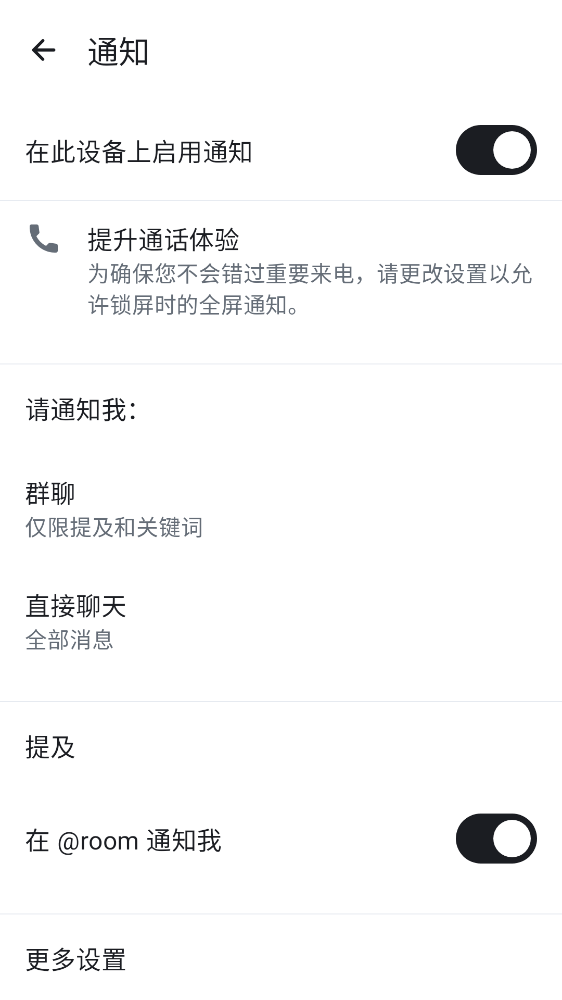 通知
在此设备上启用通知
提升通话体验
为确保您不会错过重要来电，请更改设置以允
许锁屏时的全屏通知。
请通知我：
群聊
仅限提及和关键词
直接聊天
全部消息
提及
在 @room 通知我
更多设置